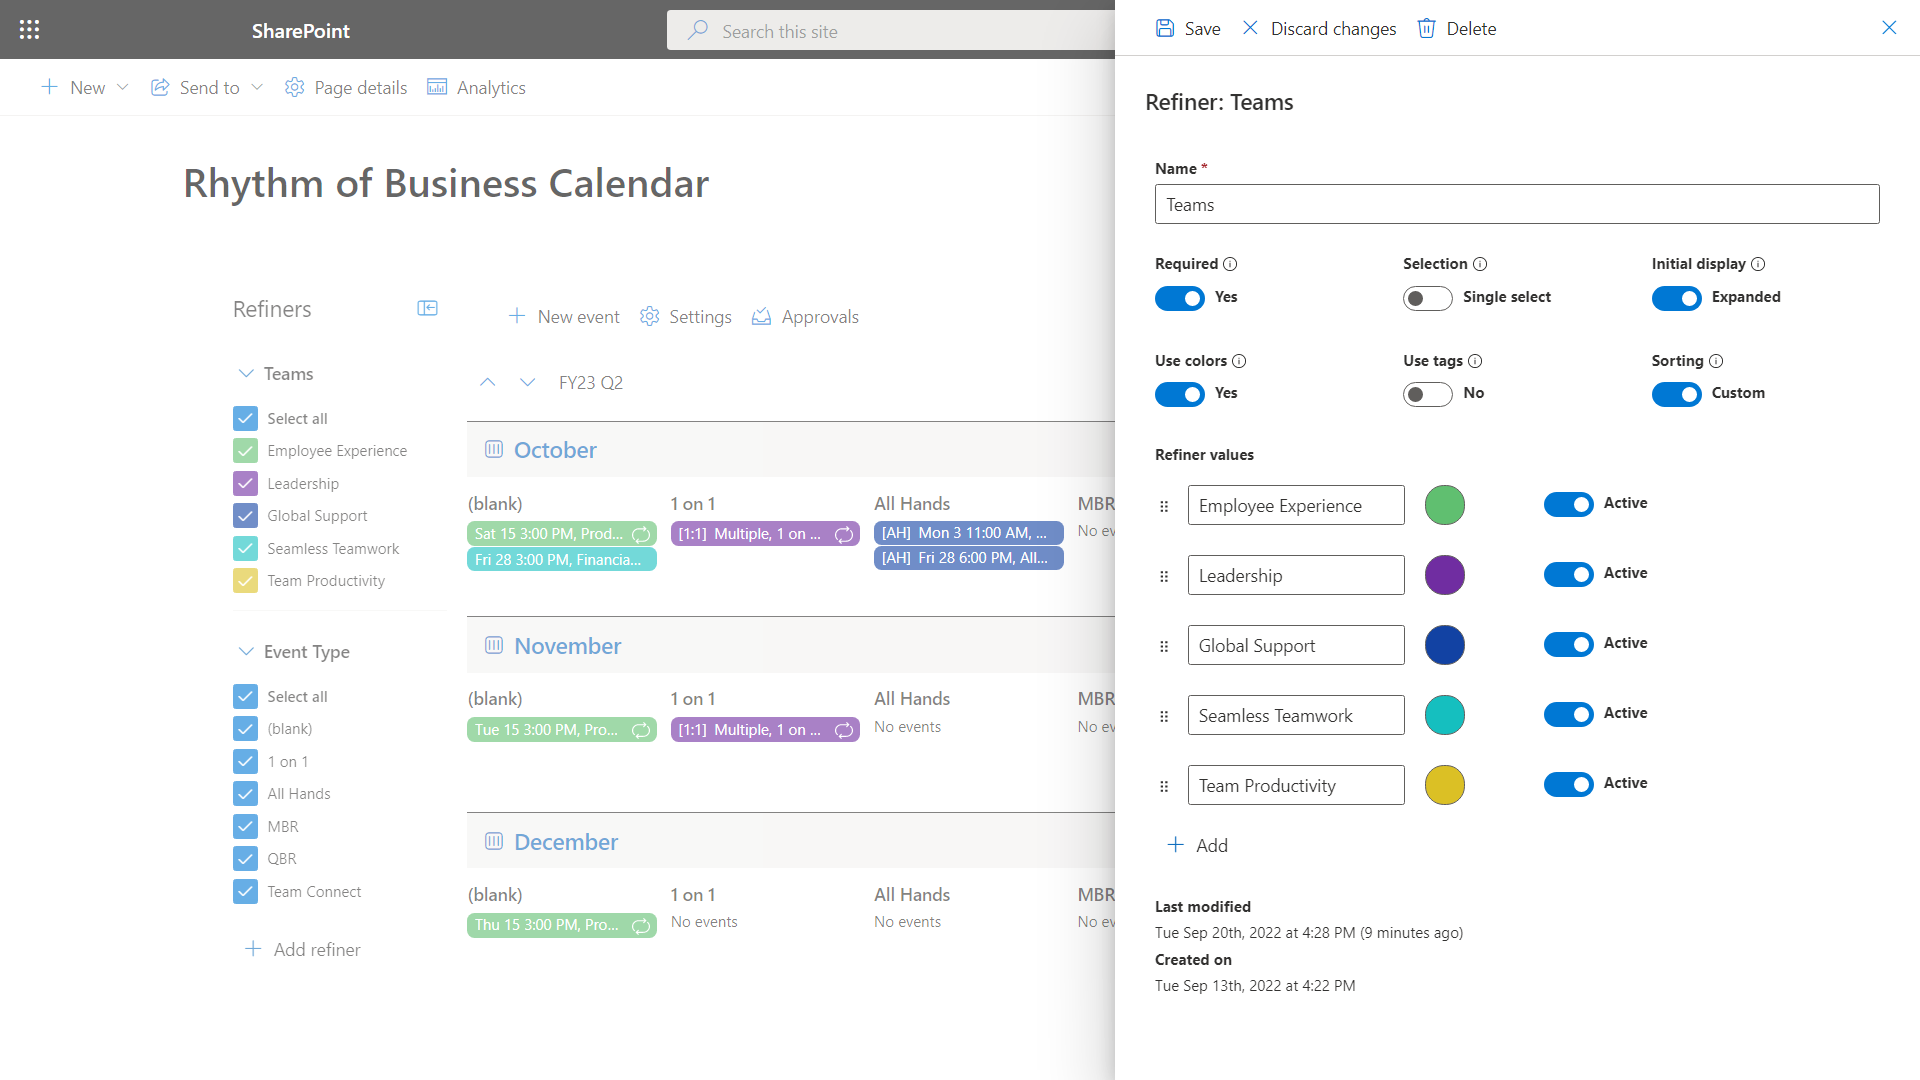 SharePoint
Search this site
New
Send to
Page details
Analytics
Rhythm of Business Calendar
Refiners
Teams
Select all
Employee Experience
Leadership
Global Support
Seamless Teamwork
Team Productivity
Event Type
Select all
(blank)
1 on 1
All Hands
MBR
QBR
Team Connect
Add refiner
New event
Settings
Approvals
FY23 Q2
October
(blank)
1 on 1
All Hands
MBR
Sat 15 3:00 PM, Prod...
[1:1] Multiple, 1 on ...
[AH] Mon 3 11:00 AM, ...
No ev
Fri 28 3:00 PM, Financia...
[AH] Fri 28 6:00 PM, All...
November
(blank)
1 on 1
All Hands
MBR
Tue 15 3:00 PM, Pro...
[1:1] Multiple, 1 on ...
No events
No ev
December
(blank)
1 on 1
All Hands
MBR
Thu 15 3:00 PM, Pro...
No events
No events
No ev
Save
Discard changes
Delete
Refiner: Teams
Name *
Teams
Required
Yes
Selection
Single select
Initial display
Expanded
Use colors
Yes
Use tags
No
Sorting
Custom
Refiner values
Employee Experience
Active
Leadership
Active
Global Support
Active
Seamless Teamwork
Active
Team Productivity
Active
Add
Last modified
Tue Sep 20th, 2022 at 4:28 PM (9 minutes ago)
Created on
Tue Sep 13th, 2022 at 4:22 PM